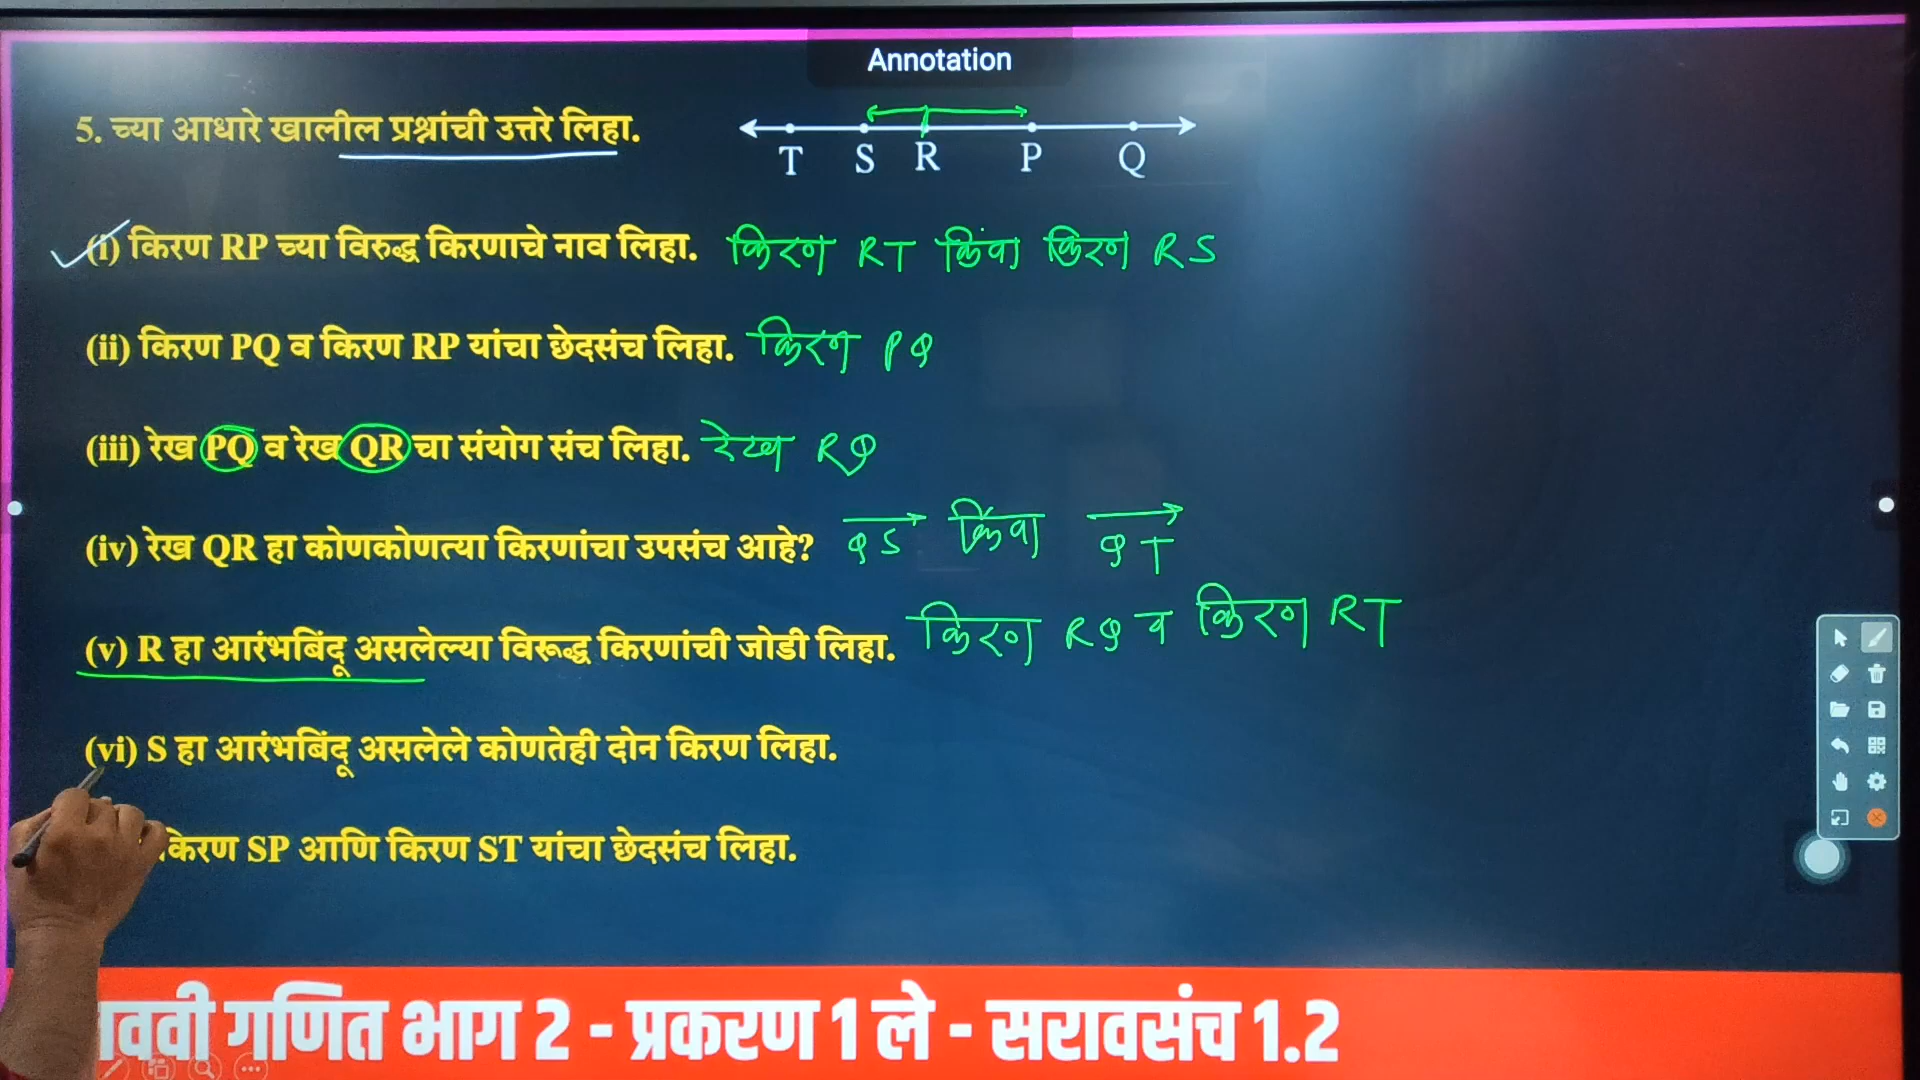 Annotation
5. च्या आधारे खालील प्रश्नांची उत्तरे लिहा.
T S R P Q
(i) किरण RP च्या विरुद्ध किरणाचे नाव लिहा. किरण RT किंवा किरण RS
(ii) किरण PQ व किरण RP यांचा छेदसंच लिहा. किरण PQ
(iii) रेख PQ व रेख QR चा संयोग संच लिहा. रेख RQ
(iv) रेख QR हा कोणकोणत्या किरणांचा उपसंच आहे? QS किंवा QT
(v) R हा आरंभबिंदू असलेल्या विरूद्ध किरणांची जोडी लिहा. किरण RQ व किरण RT
(vi) S हा आरंभबिंदू असलेले कोणतेही दोन किरण लिहा.
किरण SP आणि किरण ST यांचा छेदसंच लिहा.
गणित भाग 2 - प्रकरण 1 ले - सरावसंच 1.2